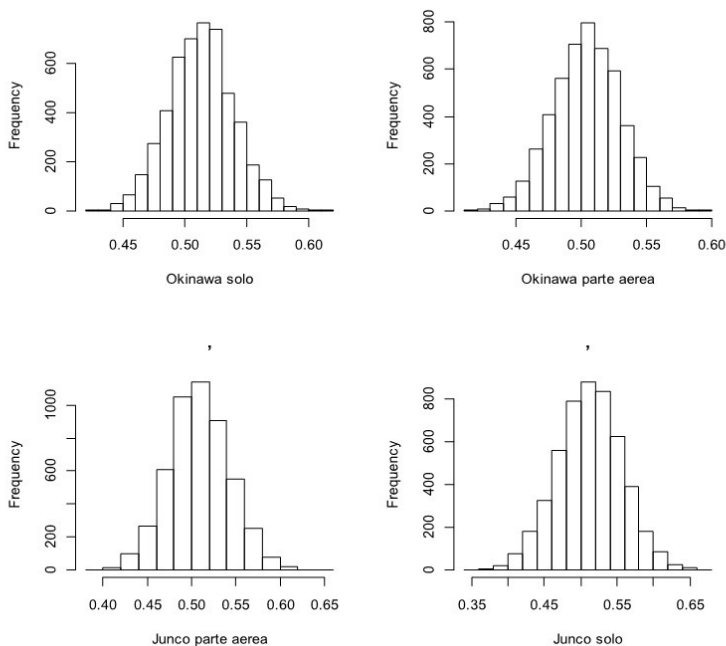 Frequency
0 200 400 600
0.45 0.50 0.55 0.60
Okinawa solo
Frequency
0 200 400 600 800
0.45 0.50 0.55 0.60
Okinawa parte aerea
,
Frequency
0 200 600 1000
0.40 0.45 0.50 0.55 0.60 0.65
Junco parte aerea
,
Frequency
0 200 400 600 800
0.35 0.45 0.55 0.65
Junco solo